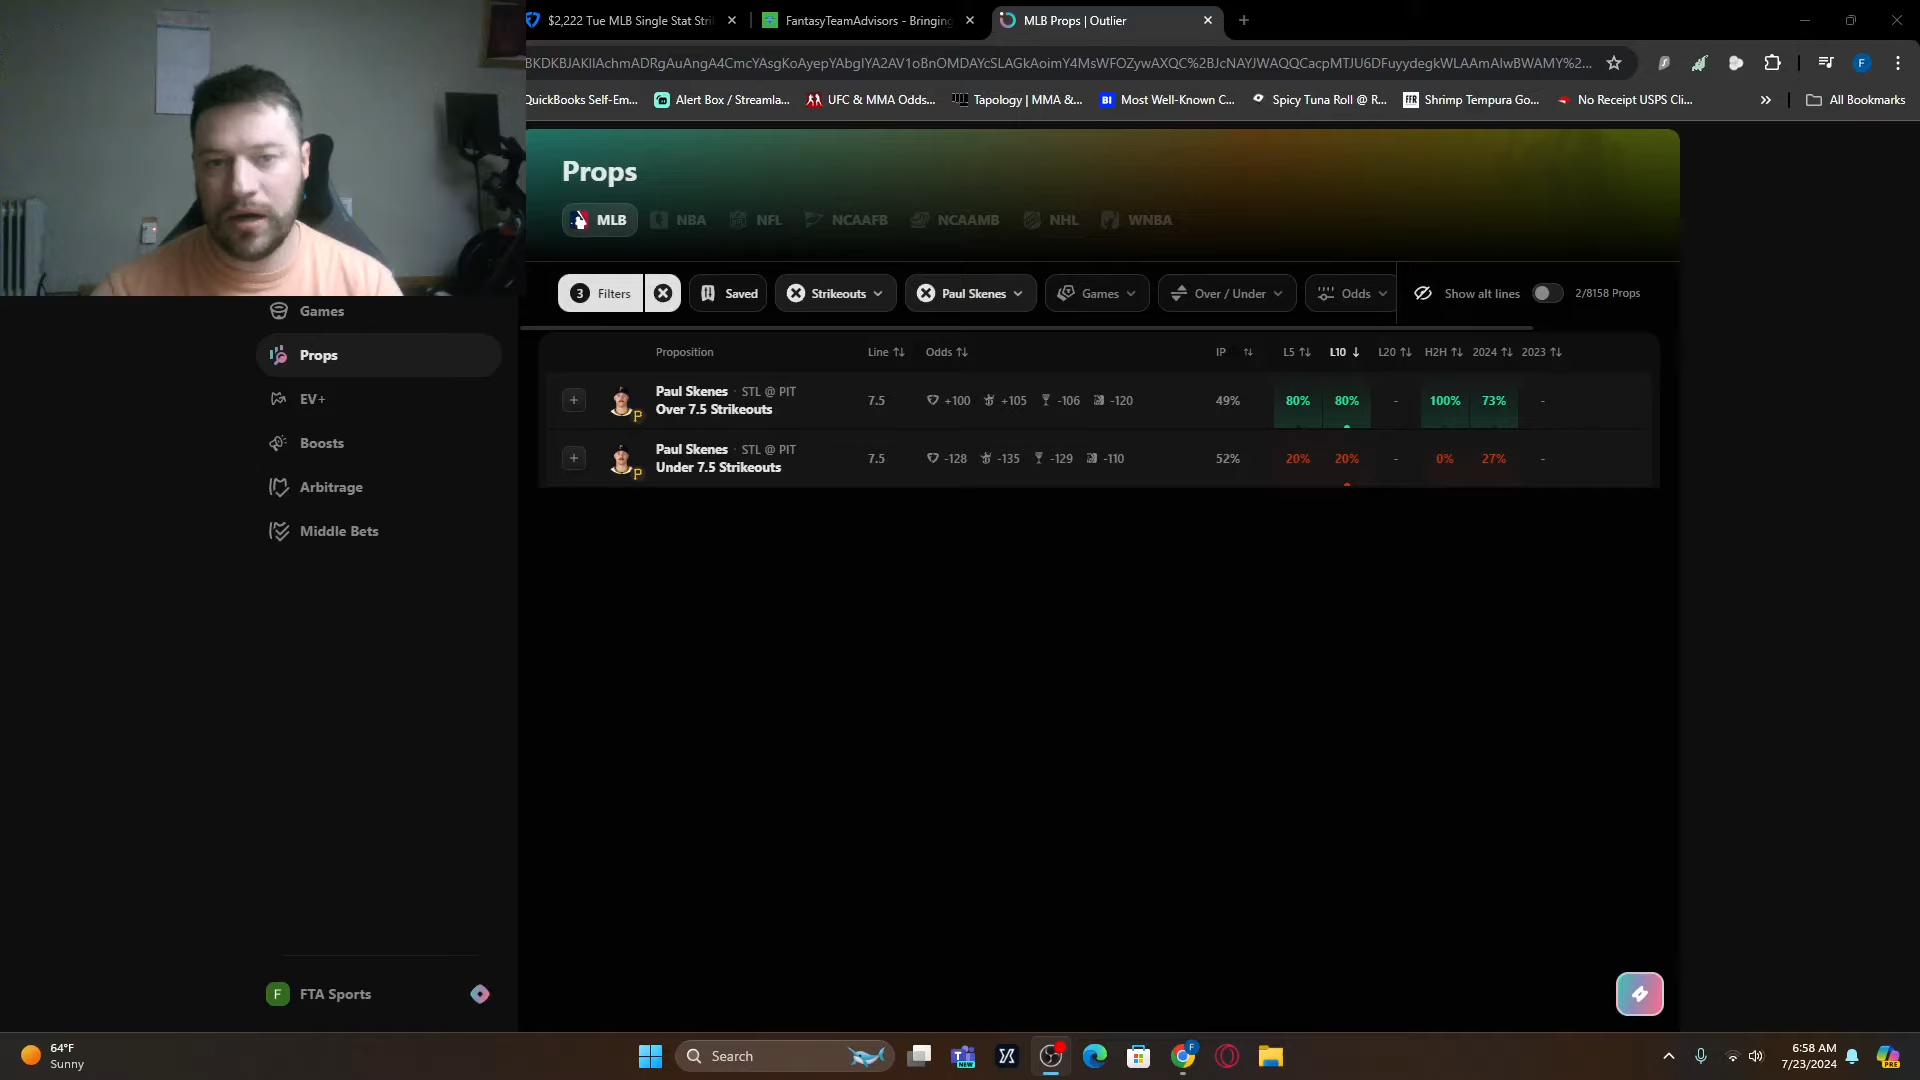 $2,222 Tue MLB Single Stat Stri
FantasyTeamAdvisors - Bringing
MLB Props | Outlier
QuickBooks Self-Em...
Alert Box / Streamla...
UFC & MMA Odds...
Tapology | MMA &...
BI Most Well-Known C...
Spicy Tuna Roll @ R...
FFR Shrimp Tempura Go...
No Receipt USPS Cli...
All Bookmarks
Props
MLB NBA NFL NCAAFB NCAAMB NHL WNBA
3 Filters Saved Strikeouts Paul Skenes Games Over / Under Odds Show alt lines 2/8158 Props
Games
Props
EV+
Boosts
Arbitrage
Middle Bets
Proposition Line Odds IP L5 L10 L20 H2H 2024 2023
Paul Skenes · STL @ PIT
Over 7.5 Strikeouts
7.5 +100 +105 -106 -120 49% 80% 80% - 100% 73% -
Paul Skenes · STL @ PIT
Under 7.5 Strikeouts
7.5 -128 -135 -129 -110 52% 20% 20% - 0% 27% -
F FTA Sports
64°F
Sunny
Search
6:58 AM
7/23/2024